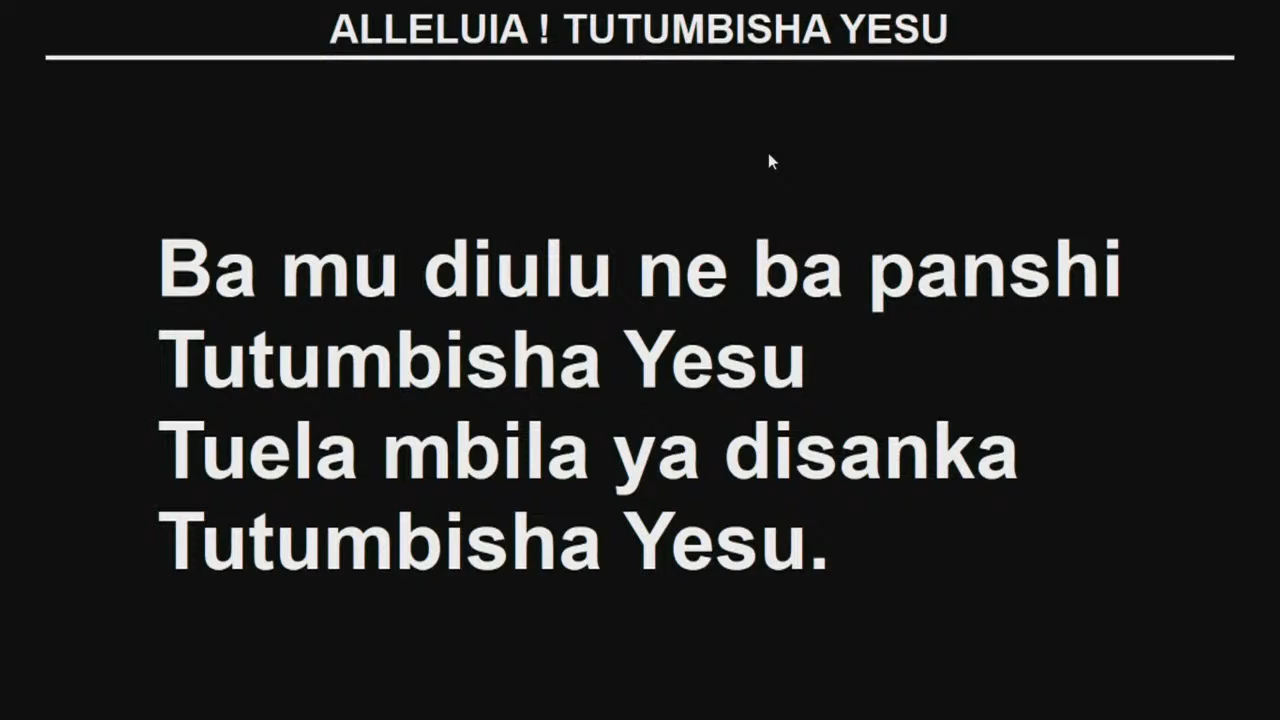 ALLELUIA ! TUTUMBISHA YESU
Ba mu diulu ne ba panshi
Tutumbisha Yesu
Tuela mbila ya disanka
Tutumbisha Yesu.